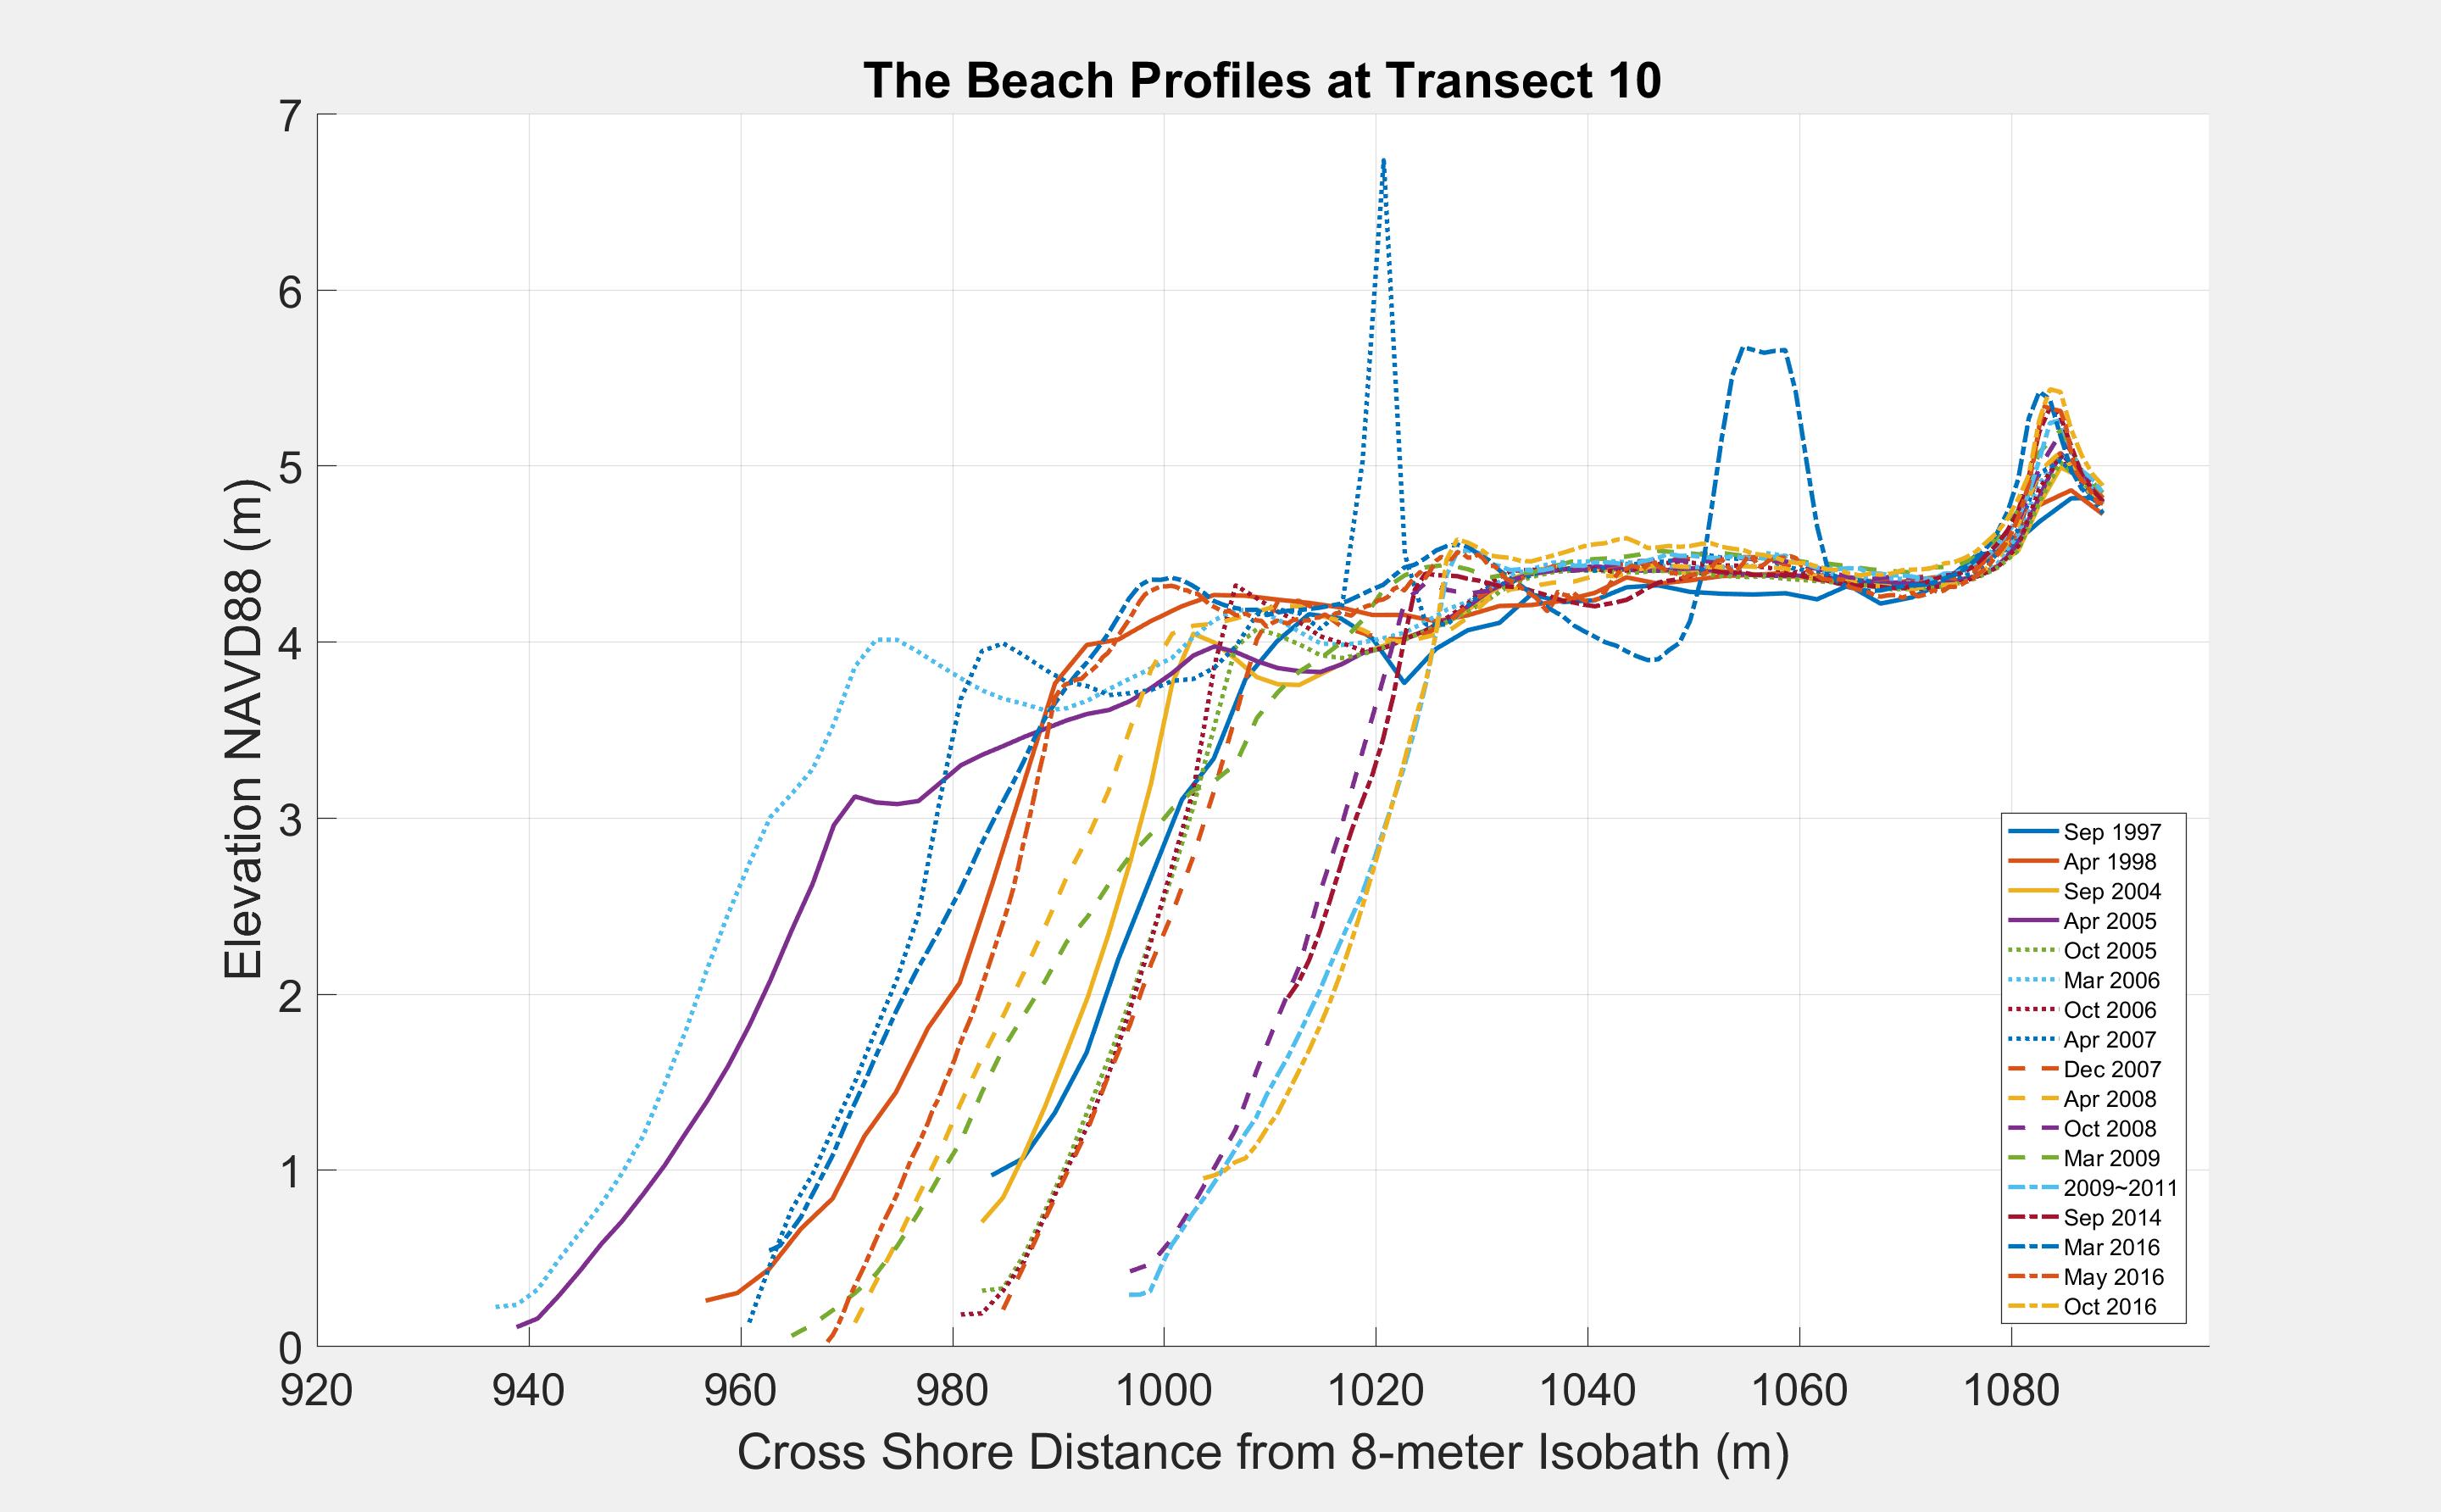 The Beach Profiles at Transect 10
7
6
5
4
3
2
1
0
Elevation NAVD88 (m)
920 940 960 980 1000 1020 1040 1060 1080
Cross Shore Distance from 8-meter Isobath (m)
Sep 1997
Apr 1998
Sep 2004
Apr 2005
Oct 2005
Mar 2006
Oct 2006
Apr 2007
Dec 2007
Apr 2008
Oct 2008
Mar 2009
2009~2011
Sep 2014
Mar 2016
May 2016
Oct 2016